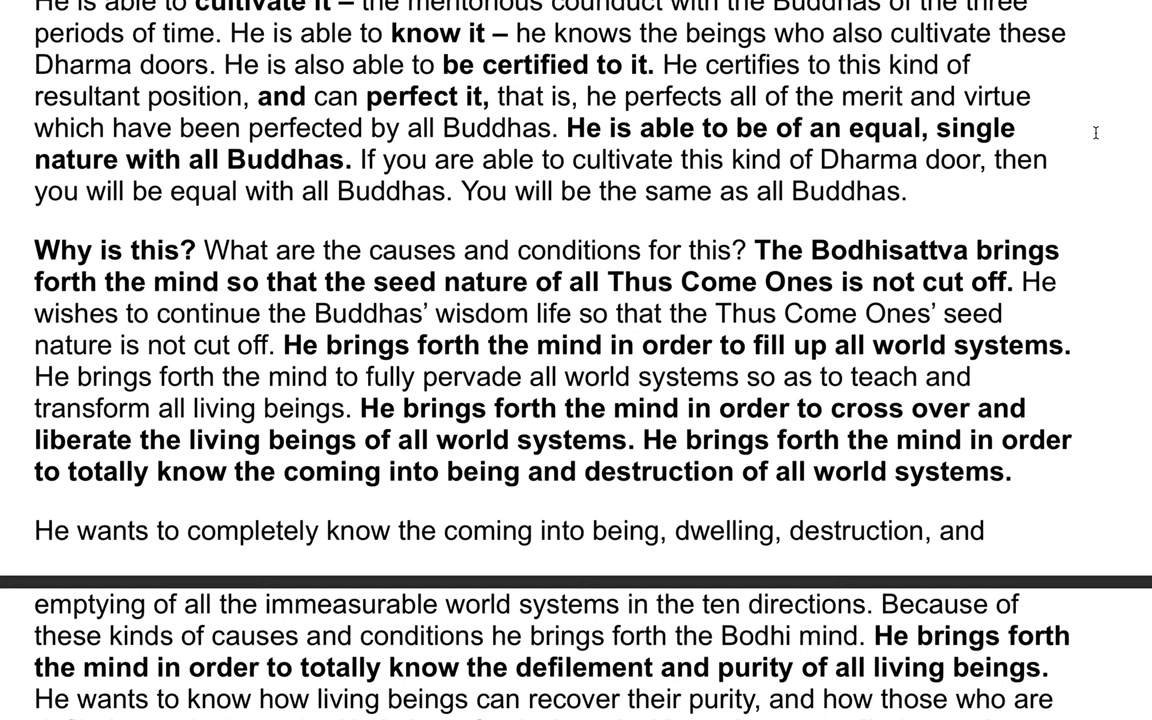 He is able to cultivate it – the meritorious counduct with the Buddhas of the three
periods of time. He is able to know it – he knows the beings who also cultivate these
Dharma doors. He is also able to be certified to it. He certifies to this kind of
resultant position, and can perfect it, that is, he perfects all of the merit and virtue
which have been perfected by all Buddhas. He is able to be of an equal, single
nature with all Buddhas. If you are able to cultivate this kind of Dharma door, then
you will be equal with all Buddhas. You will be the same as all Buddhas.
Why is this? What are the causes and conditions for this? The Bodhisattva brings
forth the mind so that the seed nature of all Thus Come Ones is not cut off. He
wishes to continue the Buddhas’ wisdom life so that the Thus Come Ones’ seed
nature is not cut off. He brings forth the mind in order to fill up all world systems.
He brings forth the mind to fully pervade all world systems so as to teach and
transform all living beings. He brings forth the mind in order to cross over and
liberate the living beings of all world systems. He brings forth the mind in order
to totally know the coming into being and destruction of all world systems.
He wants to completely know the coming into being, dwelling, destruction, and
emptying of all the immeasurable world systems in the ten directions. Because of
these kinds of causes and conditions he brings forth the Bodhi mind. He brings forth
the mind in order to totally know the defilement and purity of all living beings.
He wants to know how living beings can recover their purity, and how those who are